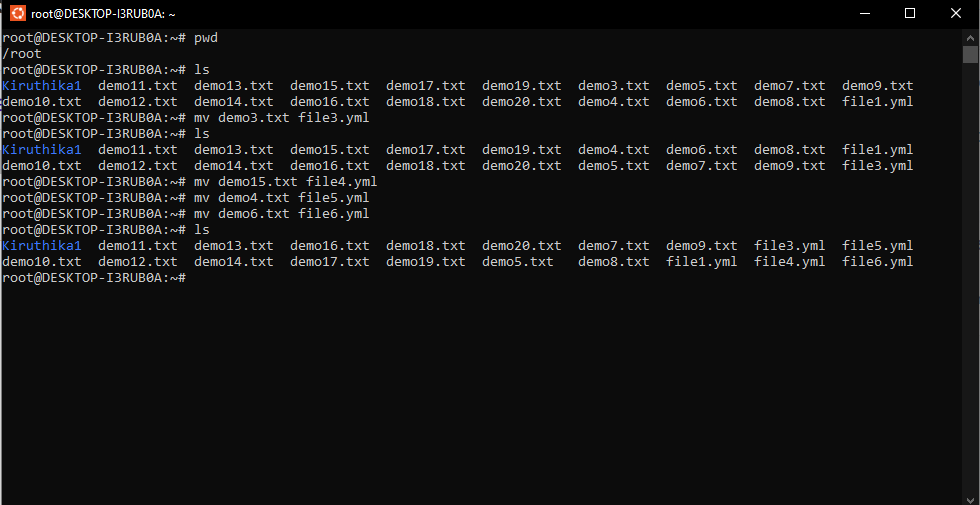 root@DESKTOP-I3RUB0A: ~
root@DESKTOP-I3RUB0A:~# pwd
/root
root@DESKTOP-I3RUB0A:~# ls
Kiruthika1  demo11.txt  demo13.txt  demo15.txt  demo17.txt  demo19.txt  demo3.txt  demo5.txt  demo7.txt  demo9.txt
demo10.txt  demo12.txt  demo14.txt  demo16.txt  demo18.txt  demo20.txt  demo4.txt  demo6.txt  demo8.txt  file1.yml
root@DESKTOP-I3RUB0A:~# mv demo3.txt file3.yml
root@DESKTOP-I3RUB0A:~# ls
Kiruthika1  demo11.txt  demo13.txt  demo15.txt  demo17.txt  demo19.txt  demo4.txt  demo6.txt  demo8.txt  file1.yml
demo10.txt  demo12.txt  demo14.txt  demo16.txt  demo18.txt  demo20.txt  demo5.txt  demo7.txt  demo9.txt  file3.yml
root@DESKTOP-I3RUB0A:~# mv demo15.txt file4.yml
root@DESKTOP-I3RUB0A:~# mv demo4.txt file5.yml
root@DESKTOP-I3RUB0A:~# mv demo6.txt file6.yml
root@DESKTOP-I3RUB0A:~# ls
Kiruthika1  demo11.txt  demo13.txt  demo16.txt  demo18.txt  demo20.txt  demo7.txt  demo9.txt  file3.yml  file5.yml
demo10.txt  demo12.txt  demo14.txt  demo17.txt  demo19.txt  demo5.txt   demo8.txt  file1.yml  file4.yml  file6.yml
root@DESKTOP-I3RUB0A:~#